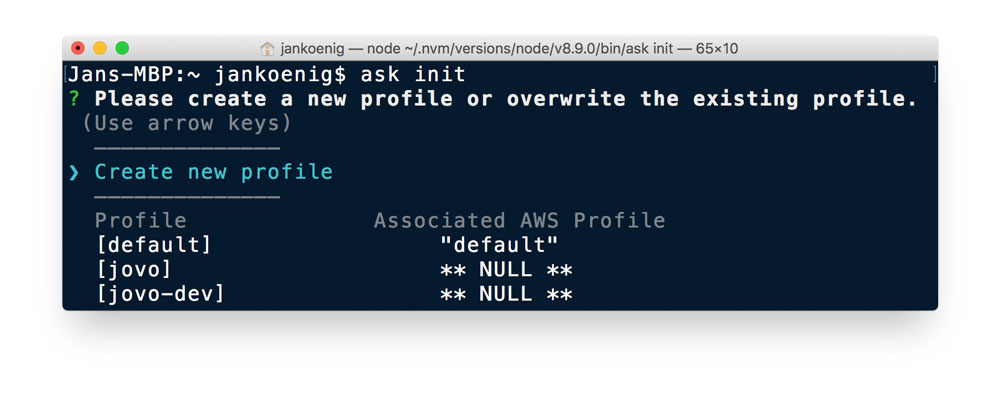 jankoenig — node ~/.nvm/versions/node/v8.9.0/bin/ask init — 65×10
[Jans-MBP:~ jankoenig$ ask init ]
? Please create a new profile or overwrite the existing profile.
(Use arrow keys)
──────────────
❯ Create new profile
──────────────
Profile Associated AWS Profile
[default] "default"
[jovo] ** NULL **
[jovo-dev] ** NULL **